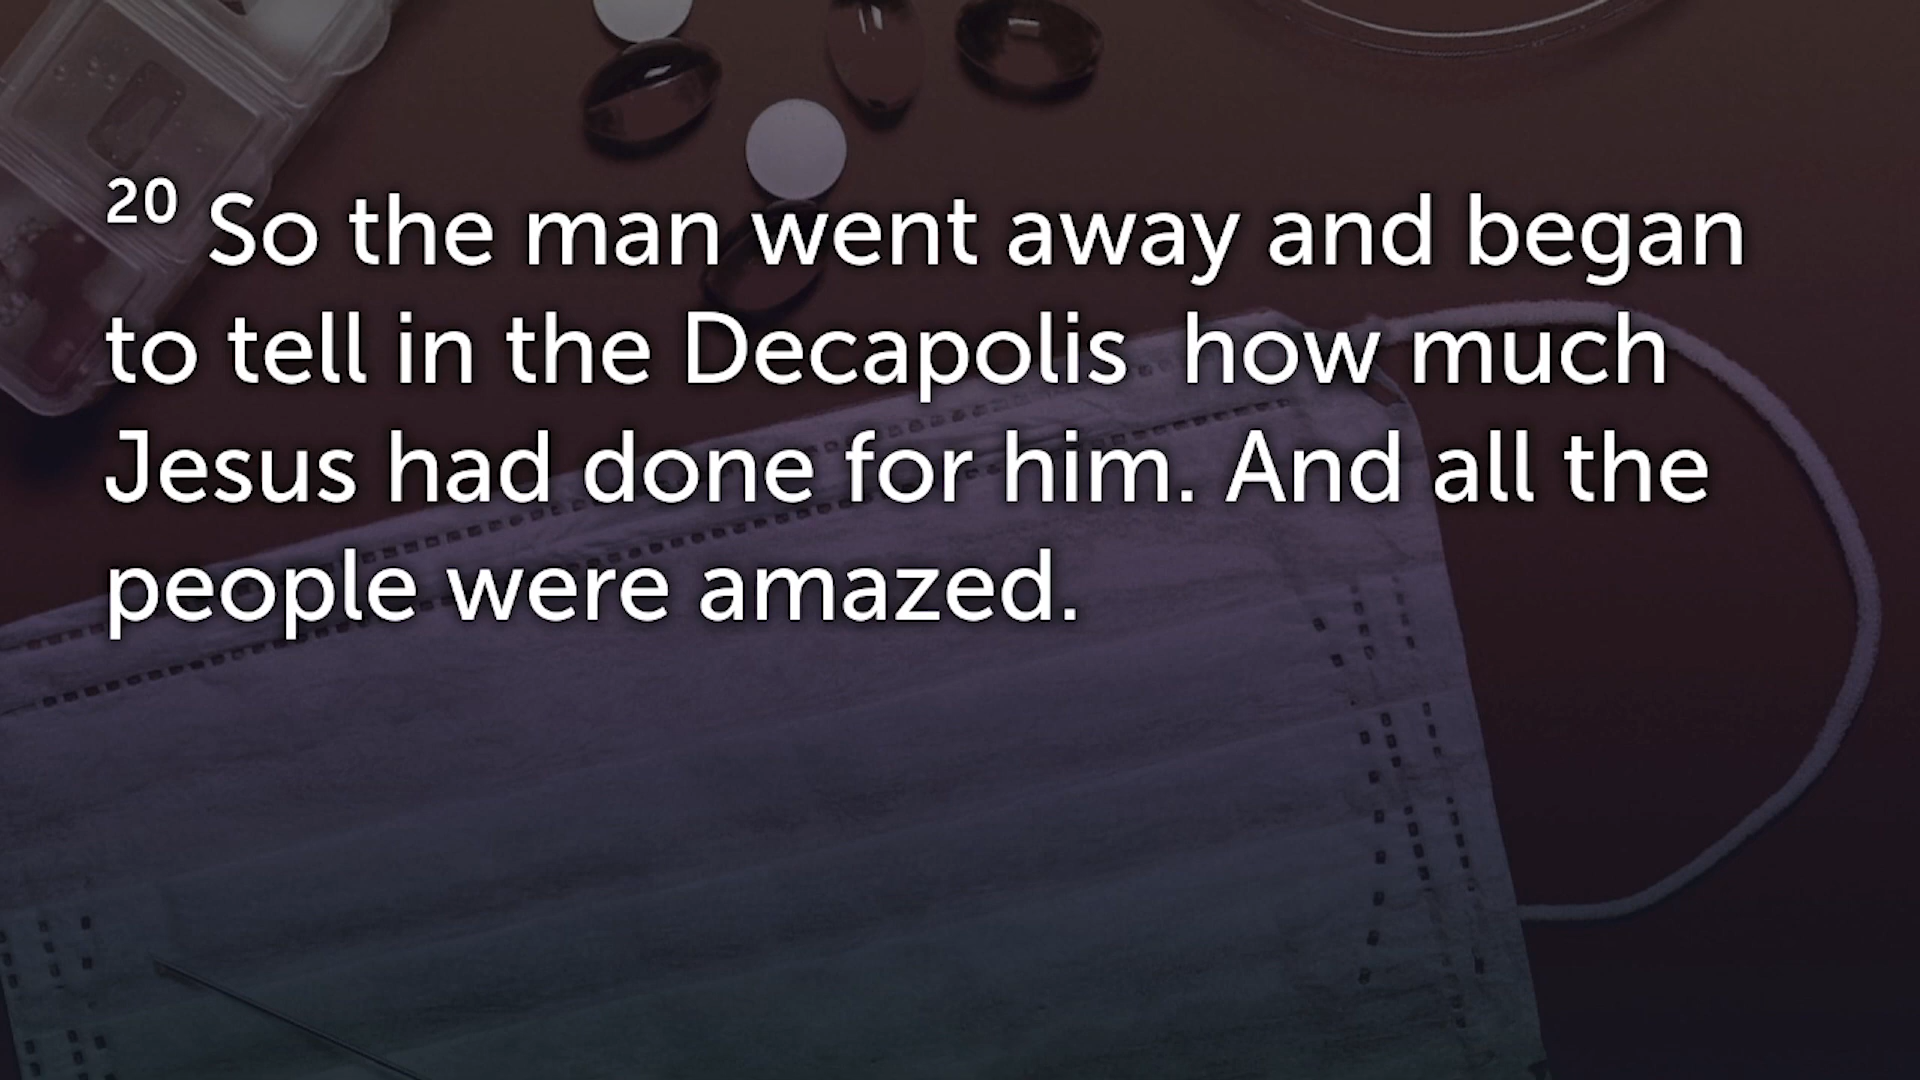 20 So the man went away and began
to tell in the Decapolis  how much
Jesus had done for him. And all the
people were amazed.